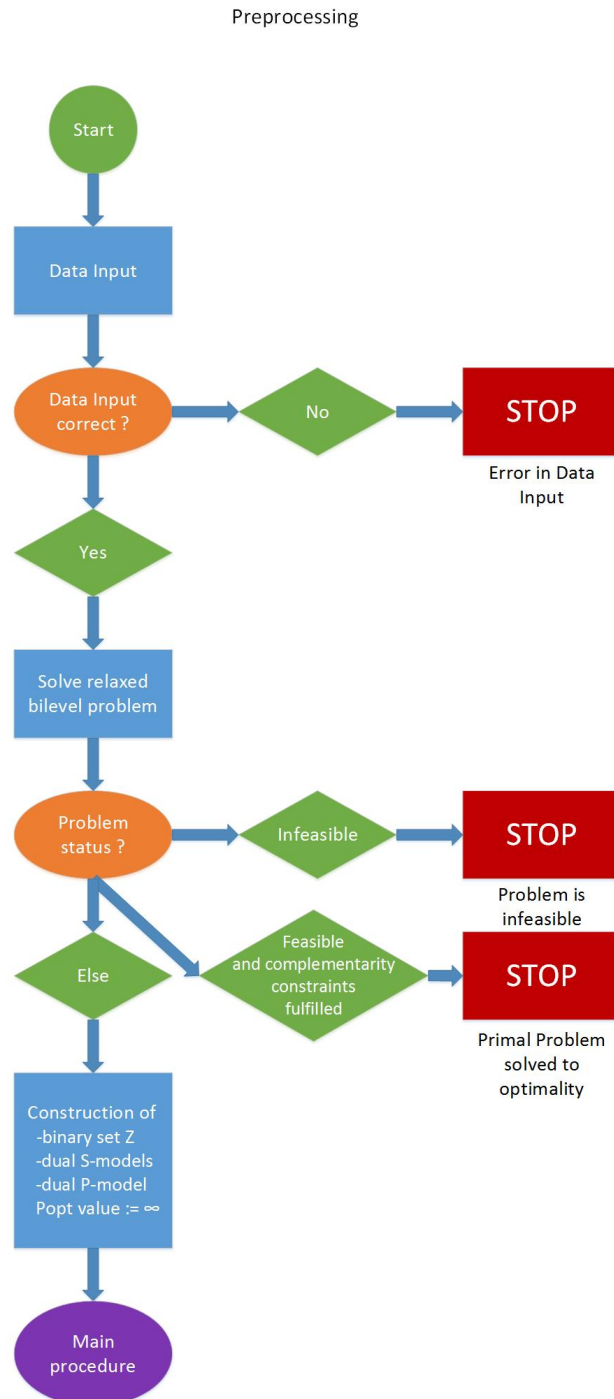 Preprocessing
Start
Data Input
Data Input
correct ?
No
STOP
Error in Data
Input
Yes
Solve relaxed
bilevel problem
Problem
status ?
Infeasible
STOP
Problem is
infeasible
Else
Feasible
and complementarity
constraints
fulfilled
STOP
Primal Problem
solved to
optimality
Construction of
-binary set Z
-dual S-models
-dual P-model
Popt value := ∞
Main
procedure